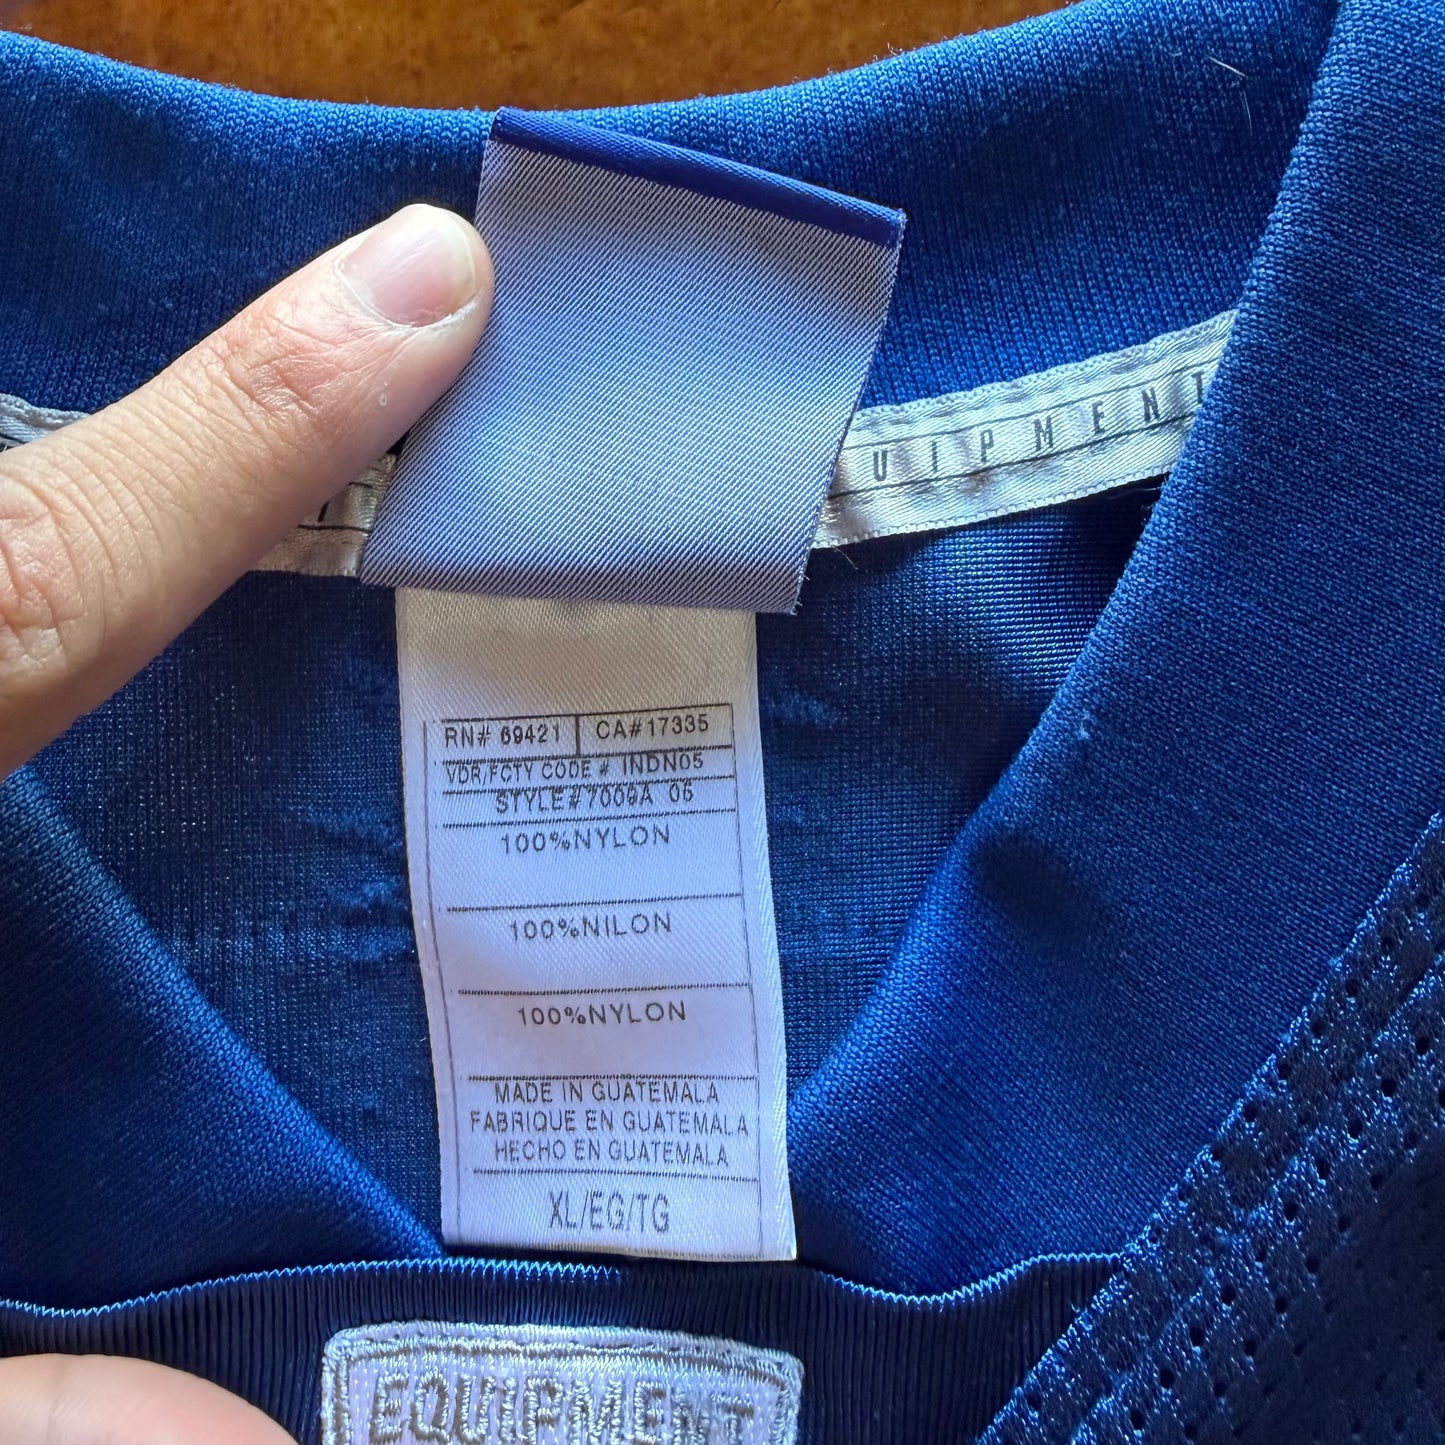 UIPMENT
RN# 69421 CA#17335
VDR/FCTY CODE # INDN05
STYLE#7009A 06
100%NYLON
100%NILON
100%NYLON
MADE IN GUATEMALA
FABRIQUE EN GUATEMALA
HECHO EN GUATEMALA
XL/EG/TG
EQUIPMENT